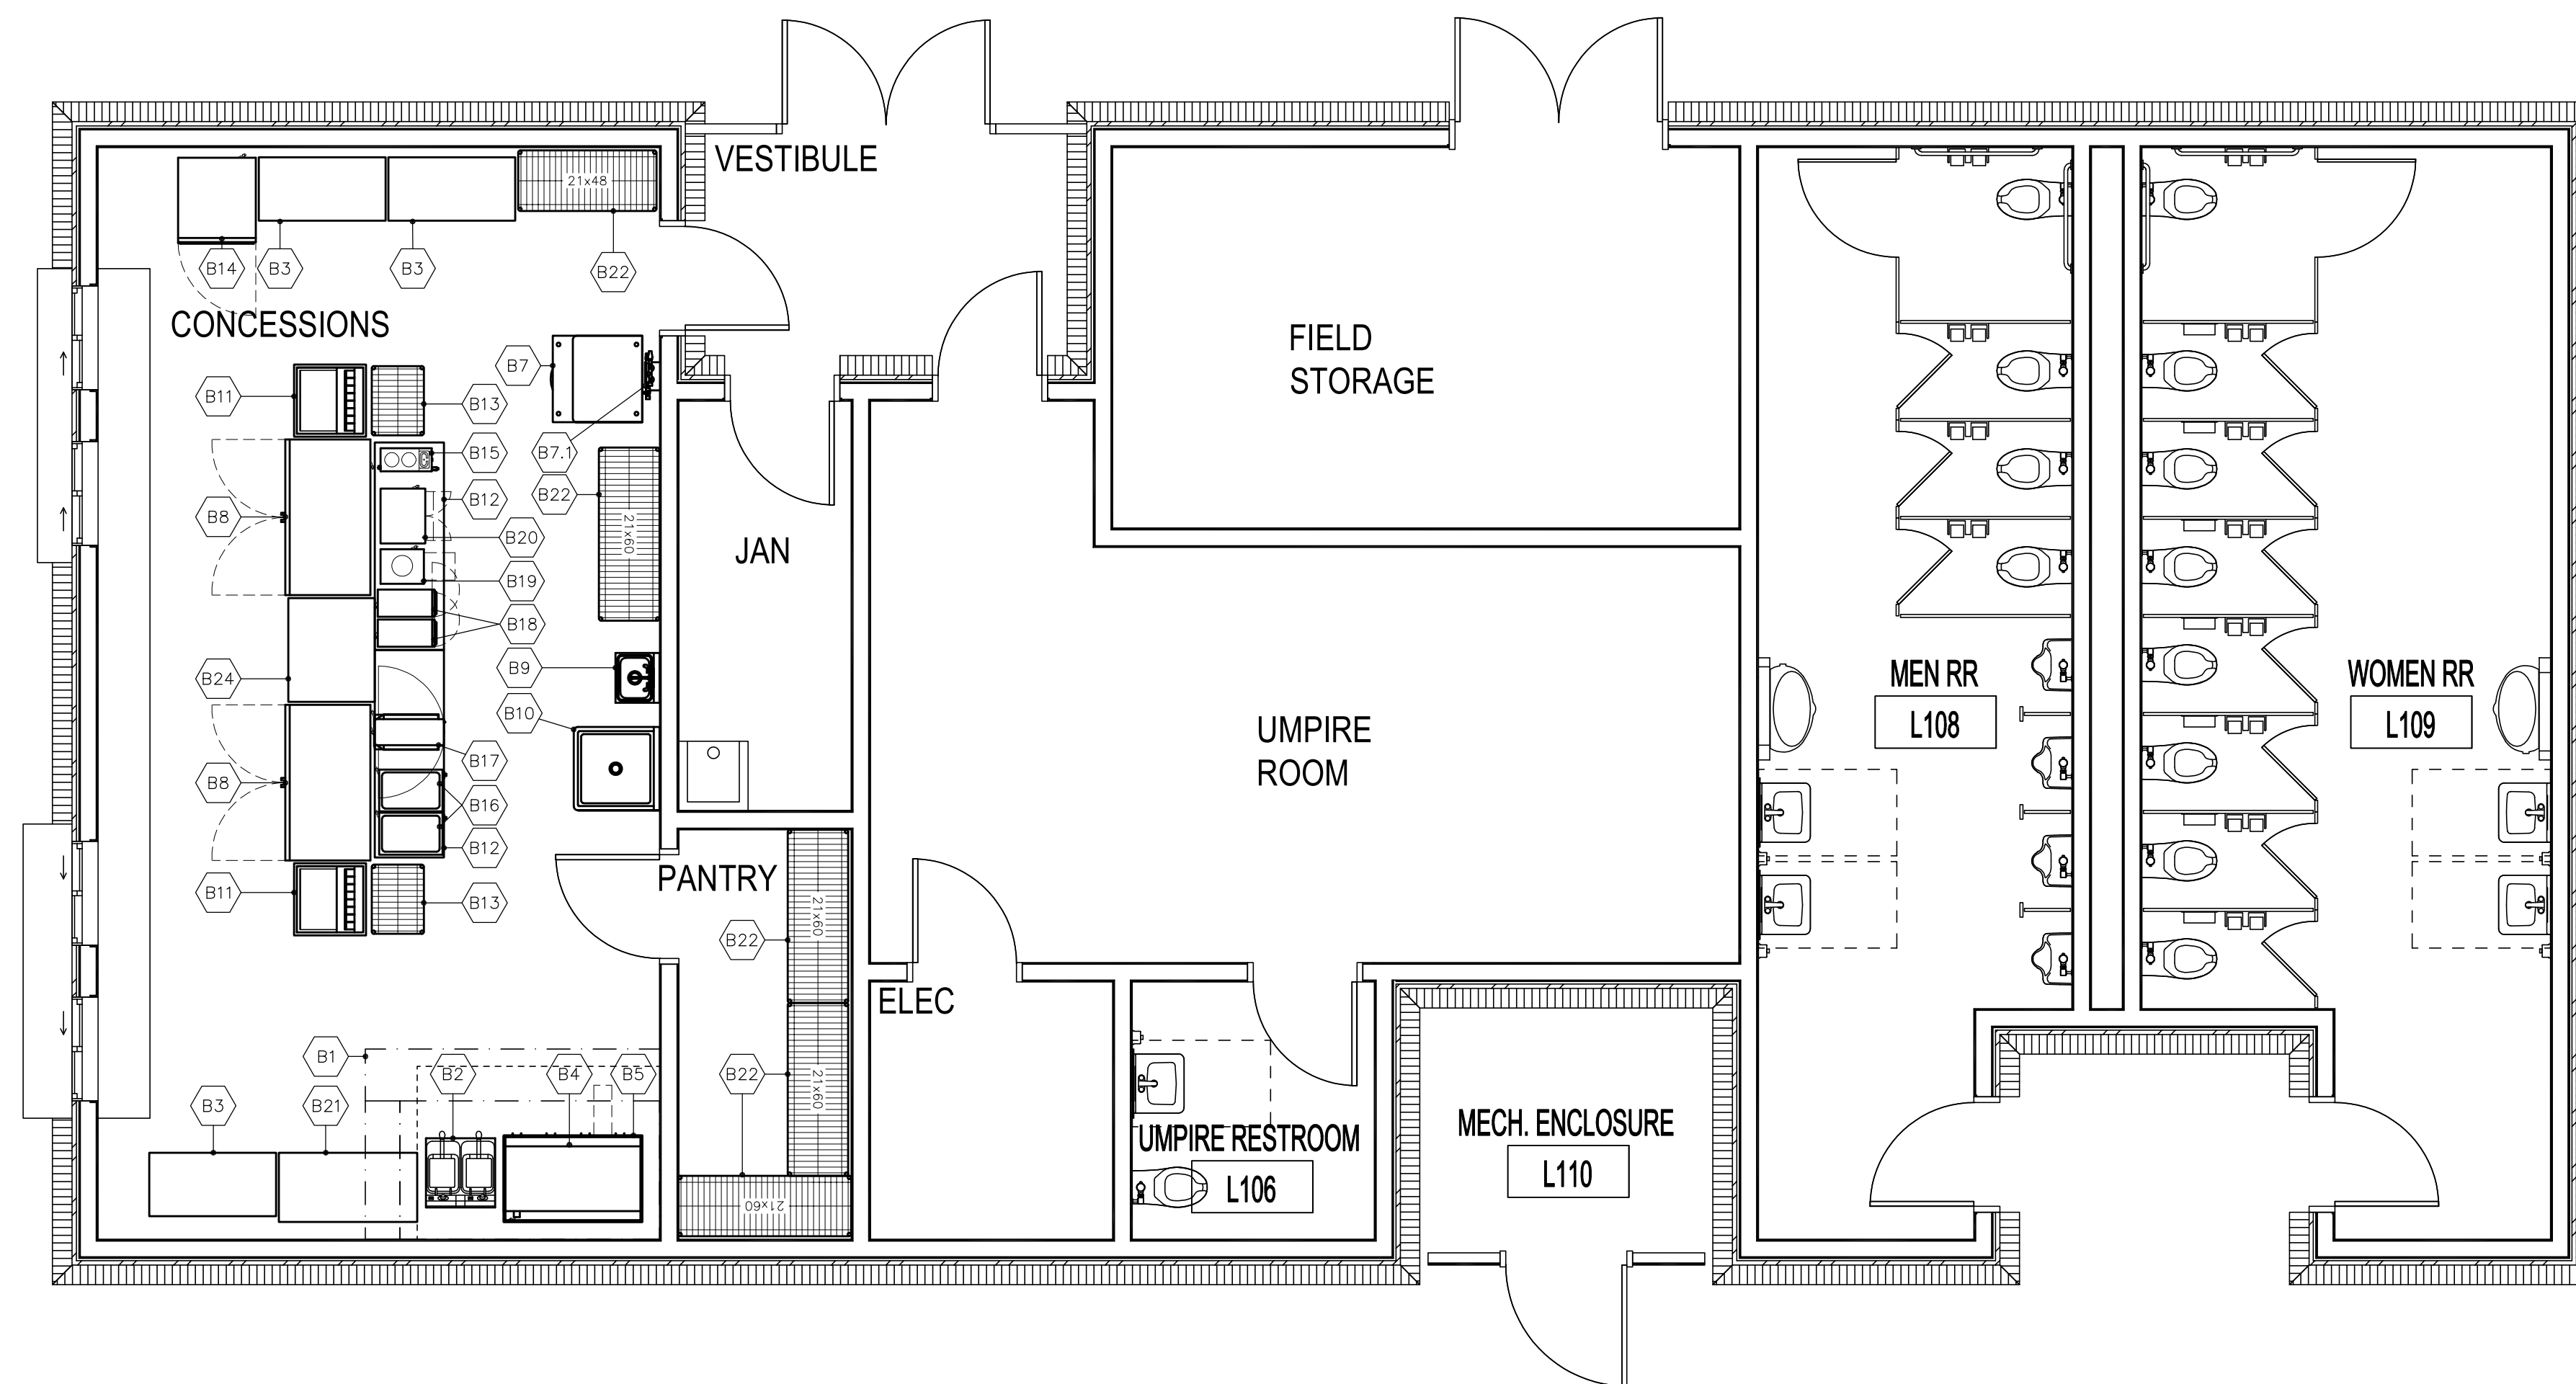 VESTIBULE
21x48
B14
B3
B3
B22
CONCESSIONS
FIELD
STORAGE
B7
B11
B13
B15
B7.1
B12
B22
B8
B20
21x60
JAN
B19
B18
B9
B24
B10
MEN RR
L108
WOMEN RR
L109
UMPIRE
ROOM
B17
B8
B16
B12
PANTRY
B11
B13
21x60
B22
ELEC
B1
B2
B4
B5
B22
21x60
B3
B21
UMPIRE RESTROOM
L106
MECH. ENCLOSURE
L110
21x60